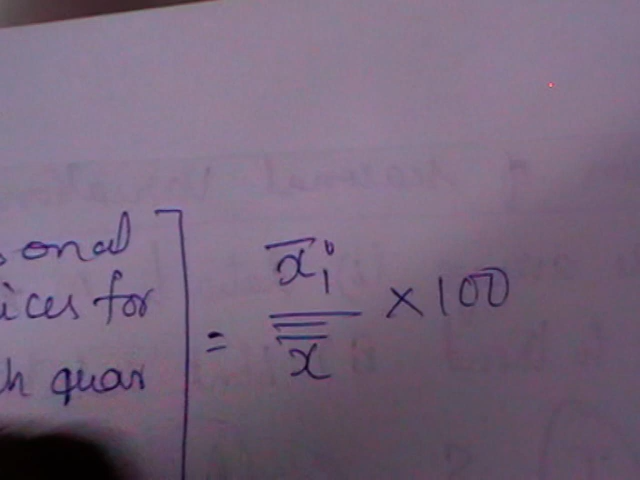 onal
ices for
h quar
= x̄ᵢ / x̿ × 100